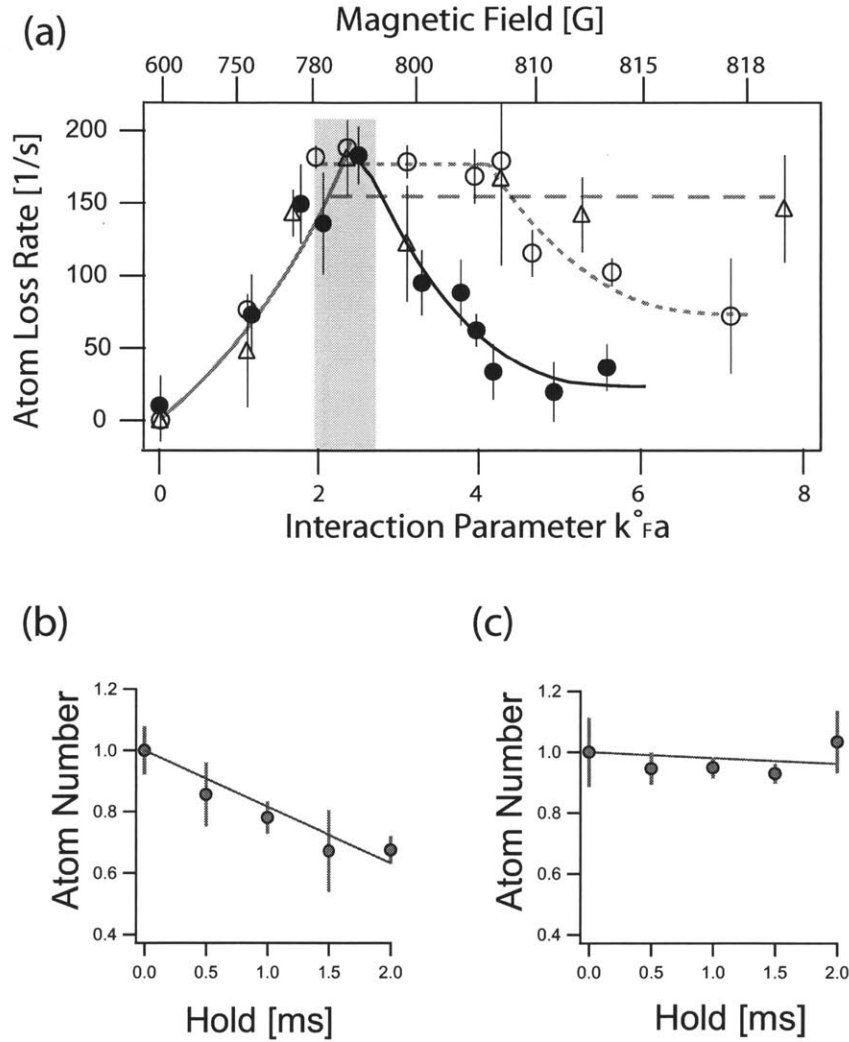 (a)
Magnetic Field [G]
600 750 780 800 810 815 818
Atom Loss Rate [1/s]
200
150
100
50
0
0 2 4 6 8
Interaction Parameter k°Fa
(b)
Atom Number
1.2
1.0
0.8
0.6
0.4
0.0 0.5 1.0 1.5 2.0
Hold [ms]
(c)
Atom Number
1.2
1.0
0.8
0.6
0.4
0.0 0.5 1.0 1.5 2.0
Hold [ms]